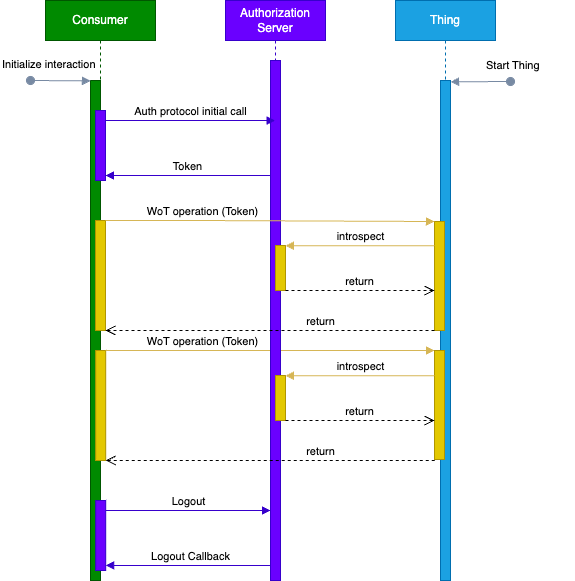 Consumer
Authorization
Server
Thing
Initialize interaction
Start Thing
Auth protocol initial call
Token
WoT operation (Token)
introspect
return
return
WoT operation (Token)
introspect
return
return
Logout
Logout Callback